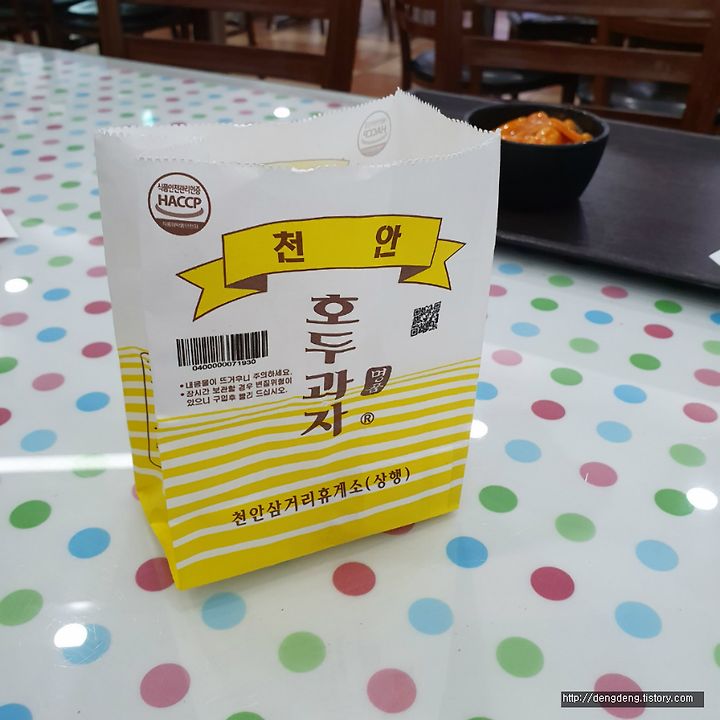 HACCP
식품안전관리인증
HACCP
천 안
호두과자
명품
®
0400000071930
• 내용물이 뜨거우니 주의하세요.
• 장시간 보관할 경우 변질위험이
있으니 구입후 빨리 드십시오.
천안삼거리휴게소(상행)
http://dengdeng.tistory.com